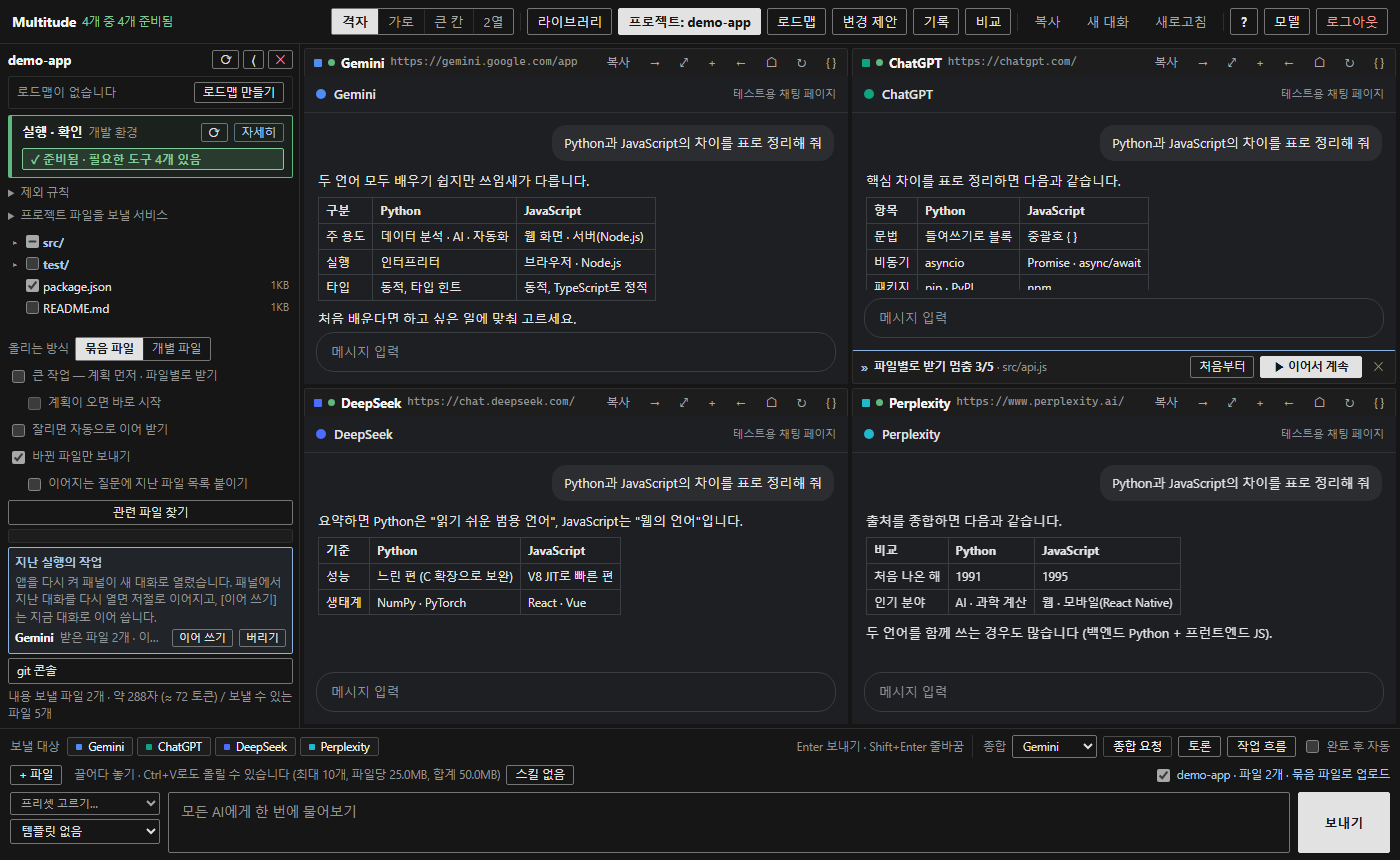 Multitude 4개 중 4개 준비됨
격자 가로 큰 칸 2열 라이브러리 프로젝트: demo-app 로드맵 변경 제안 기록 비교 복사 새 대화 새로고침 ? 모델 로그아웃
demo-app
로드맵이 없습니다 로드맵 만들기
실행 · 확인 개발 환경 자세히
✓ 준비됨 · 필요한 도구 4개 있음
제외 규칙
프로젝트 파일을 보낼 서비스
src/
test/
package.json 1KB
README.md 1KB
올리는 방식 묶음 파일 개별 파일
큰 작업 — 계획 먼저 · 파일별로 받기
계획이 오면 바로 시작
잘리면 자동으로 이어 받기
바뀐 파일만 보내기
이어지는 질문에 지난 파일 목록 붙이기
관련 파일 찾기
지난 실행의 작업
앱을 다시 켜 패널이 새 대화로 열렸습니다. 패널에서
지난 대화를 다시 열면 저절로 이어지고, [이어 쓰기]
는 지금 대화로 이어 씁니다.
Gemini 받은 파일 2개 · 이... 이어 쓰기 버리기
git 콘솔
내용 보낼 파일 2개 · 약 288자 (≈ 72 토큰) / 보낼 수 있는
파일 5개
Gemini https://gemini.google.com/app 복사 → ⤢ + ← ↻ { }
Gemini 테스트용 채팅 페이지
Python과 JavaScript의 차이를 표로 정리해 줘
두 언어 모두 배우기 쉽지만 쓰임새가 다릅니다.
구분 Python JavaScript
주 용도 데이터 분석 · AI · 자동화 웹 화면 · 서버(Node.js)
실행 인터프리터 브라우저 · Node.js
타입 동적, 타입 힌트 동적, TypeScript로 정적
처음 배운다면 하고 싶은 일에 맞춰 고르세요.
메시지 입력
ChatGPT https://chatgpt.com/ 복사 → ⤢ + ← ↻ { }
ChatGPT 테스트용 채팅 페이지
Python과 JavaScript의 차이를 표로 정리해 줘
핵심 차이를 표로 정리하면 다음과 같습니다.
항목 Python JavaScript
문법 들여쓰기로 블록 중괄호 { }
비동기 asyncio Promise · async/await
패키지 pip · PyPI npm
메시지 입력
» 파일별로 받기 멈춤 3/5 · src/api.js 처음부터 ▶ 이어서 계속 ×
DeepSeek https://chat.deepseek.com/ 복사 → ⤢ + ← ↻ { }
DeepSeek 테스트용 채팅 페이지
Python과 JavaScript의 차이를 표로 정리해 줘
요약하면 Python은 "읽기 쉬운 범용 언어", JavaScript는 "웹의 언어"입니다.
기준 Python JavaScript
성능 느린 편 (C 확장으로 보완) V8 JIT로 빠른 편
생태계 NumPy · PyTorch React · Vue
메시지 입력
Perplexity https://www.perplexity.ai/ 복사 → ⤢ + ← ↻ { }
Perplexity 테스트용 채팅 페이지
Python과 JavaScript의 차이를 표로 정리해 줘
출처를 종합하면 다음과 같습니다.
비교 Python JavaScript
처음 나온 해 1991 1995
인기 분야 AI · 과학 계산 웹 · 모바일(React Native)
두 언어를 함께 쓰는 경우도 많습니다 (백엔드 Python + 프런트엔드 JS).
메시지 입력
보낼 대상 Gemini ChatGPT DeepSeek Perplexity Enter 보내기 · Shift+Enter 줄바꿈 종합 Gemini 종합 요청 토론 작업 흐름 완료 후 자동
+ 파일 끌어다 놓기 · Ctrl+V로도 올릴 수 있습니다 (최대 10개, 파일당 25.0MB, 합계 50.0MB) 스킬 없음 demo-app · 파일 2개 · 묶음 파일로 업로드
프리셋 고르기...
템플릿 없음
모든 AI에게 한 번에 물어보기
보내기